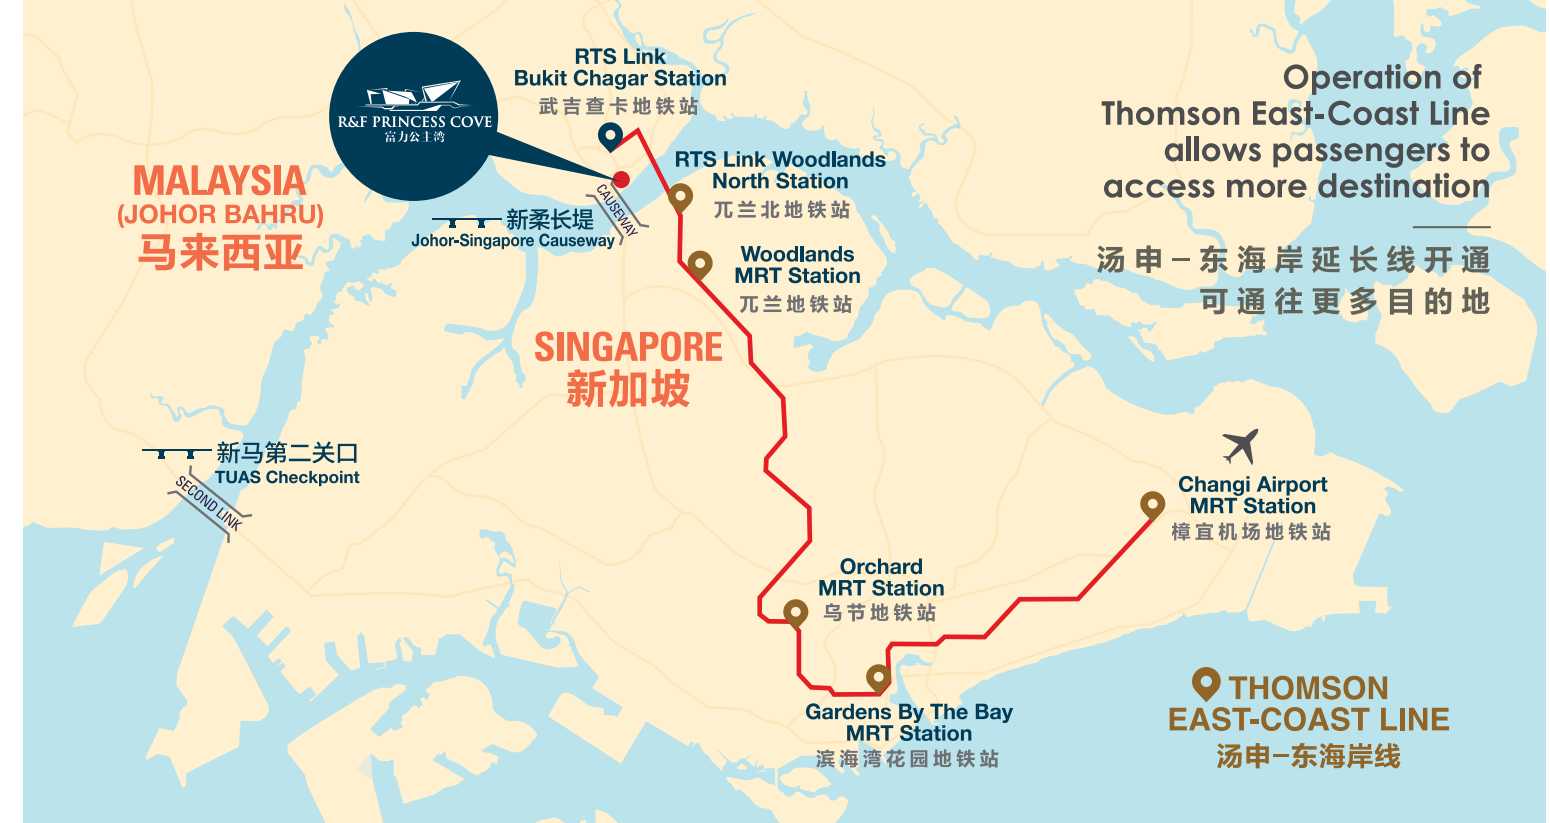 RTS Link
Bukit Chagar Station
武吉查卡地铁站
R&F PRINCESS COVE
富力公主湾
Operation of
Thomson East-Coast Line
allows passengers to
access more destination
汤申-东海岸延长线开通
可通往更多目的地
MALAYSIA
(JOHOR BAHRU)
马来西亚
RTS Link Woodlands
North Station
兀兰北地铁站
CAUSEWAY
新柔长堤
Johor-Singapore Causeway
Woodlands
MRT Station
兀兰地铁站
SINGAPORE
新加坡
新马第二关口
TUAS Checkpoint
SECOND LINK
Changi Airport
MRT Station
樟宜机场地铁站
Orchard
MRT Station
乌节地铁站
Gardens By The Bay
MRT Station
滨海湾花园地铁站
THOMSON
EAST-COAST LINE
汤申-东海岸线